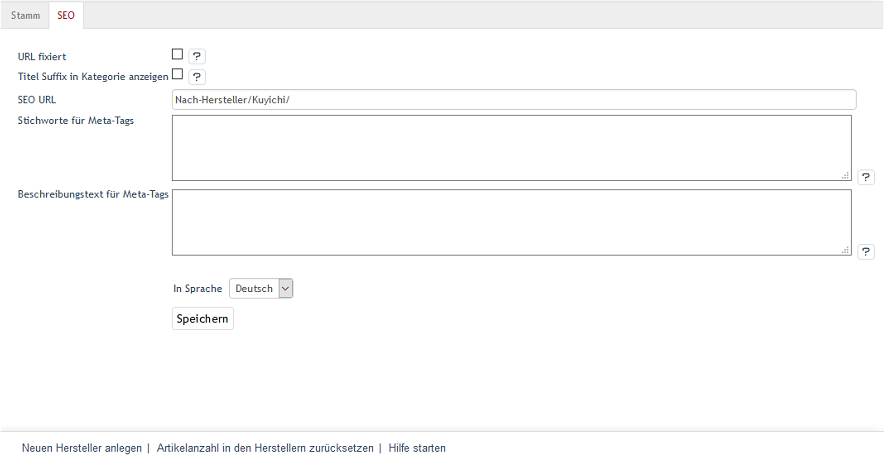 Stamm SEO
URL fixiert ?
Titel Suffix in Kategorie anzeigen ?
SEO URL Nach-Hersteller/Kuyichi/
Stichworte für Meta-Tags
?
Beschreibungstext für Meta-Tags
?
In Sprache Deutsch
Speichern
Neuen Hersteller anlegen | Artikelanzahl in den Herstellern zurücksetzen | Hilfe starten